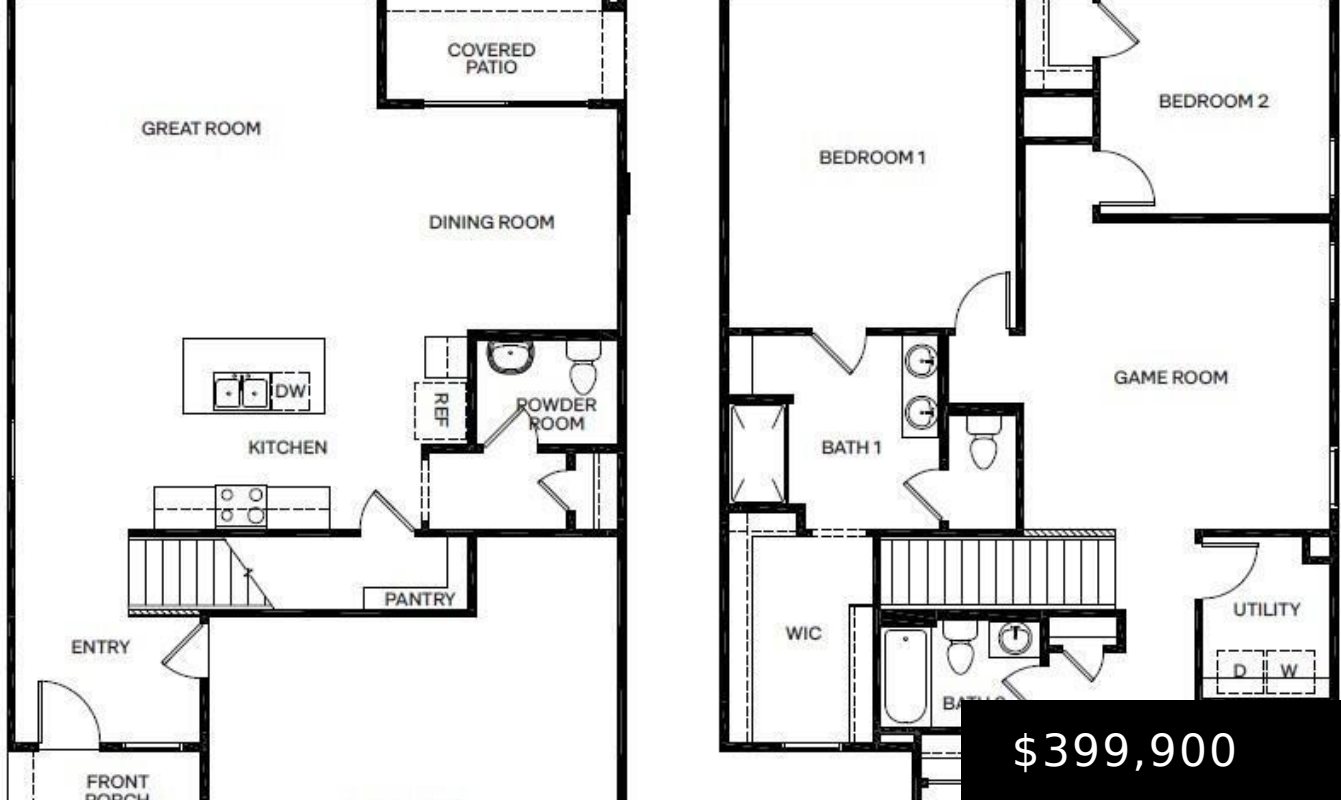 COVERED
PATIO
GREAT ROOM
DINING ROOM
DW
REF
POWDER
ROOM
KITCHEN
PANTRY
ENTRY
FRONT
PORCH
BEDROOM 2
BEDROOM 1
GAME ROOM
BATH 1
UTILITY
WIC
D
W
$399,900